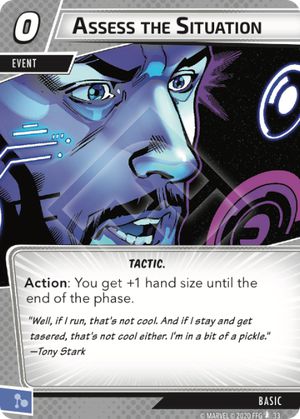 0
ASSESS THE SITUATION
EVENT
TACTIC.
Action: You get +1 hand size until the
end of the phase.
"Well, if I run, that's not cool. And if I stay and get
tasered, that's not cool either. I'm in a bit of a pickle."
—Tony Stark
BASIC
© MARVEL © 2020 FFG 33